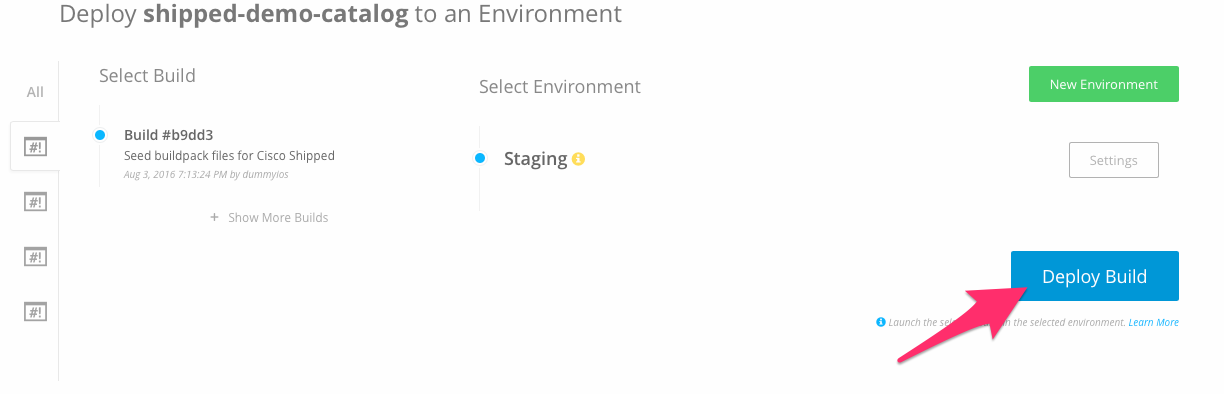 Deploy shipped-demo-catalog to an Environment
All
#!
#!
#!
#!
Select Build
Build #b9dd3
Seed buildpack files for Cisco Shipped
Aug 3, 2016 7:13:24 PM by dummyios
+ Show More Builds
Select Environment
New Environment
Staging
Settings
Deploy Build
Launch the in the selected environment. Learn More